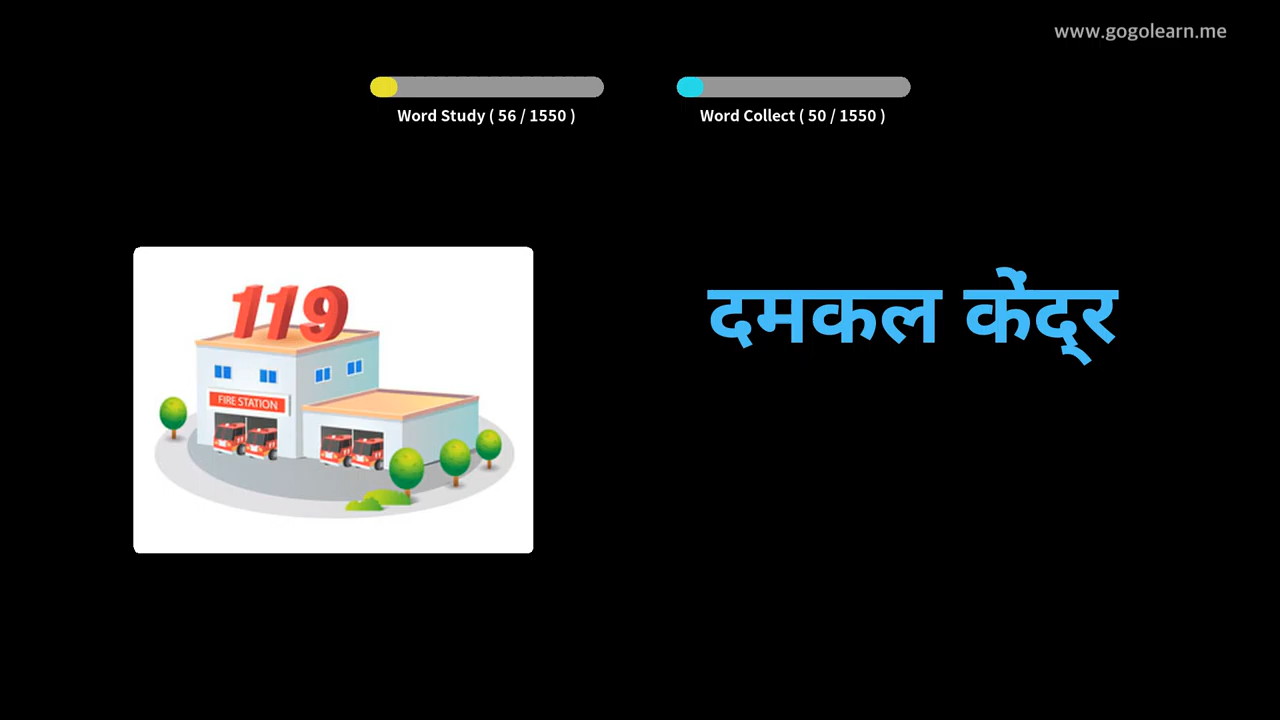 www.gogolearn.me
Word Study ( 56 / 1550 )
Word Collect ( 50 / 1550 )
119
FIRE STATION
दमकल केंद्र